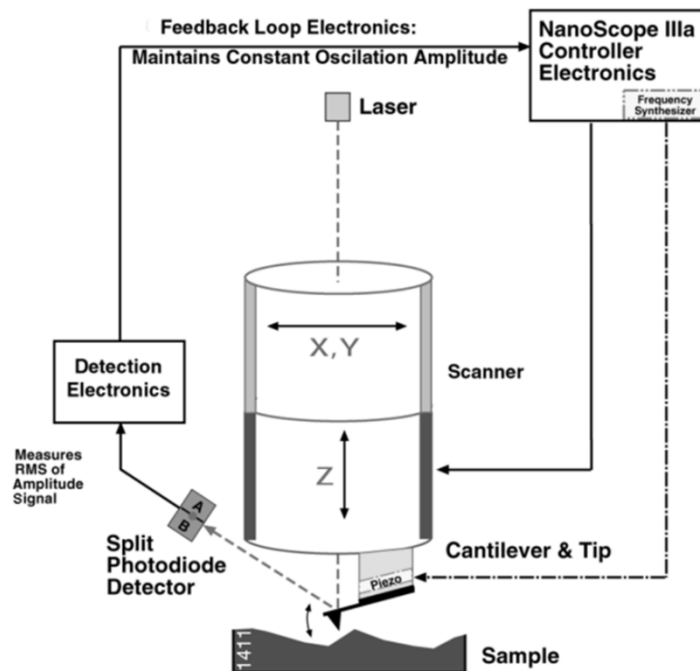 Feedback Loop Electronics:
Maintains Constant Oscilation Amplitude
NanoScope IIIa
Controller
Electronics
Frequency
Synthesizer
Laser
X,Y
Detection
Electronics
Scanner
Measures
RMS of
Amplitude
Signal
Z
A
B
Split
Photodiode
Detector
Cantilever & Tip
Piezo
1411
Sample